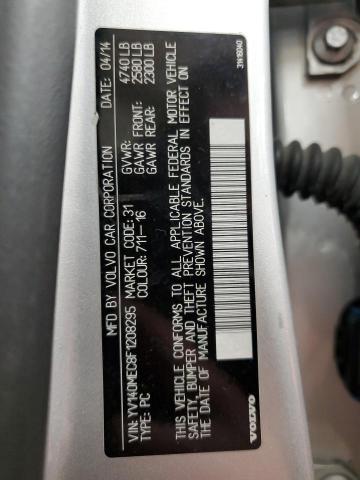 MFD BY VOLVO CAR CORPORATION DATE: 04/14
VIN: YV140MEC8F1208295 MARKET CODE: 31 GVWR: 4740 LB
TYPE: PC COLOUR: 711-16 GAWR FRONT: 2580 LB
GAWR REAR: 2300 LB
THIS VEHICLE CONFORMS TO ALL APPLICABLE FEDERAL MOTOR VEHICLE
SAFETY, BUMPER AND THEFT PREVENTION STANDARDS IN EFFECT ON
THE DATE OF MANUFACTURE SHOWN ABOVE.
VOLVO